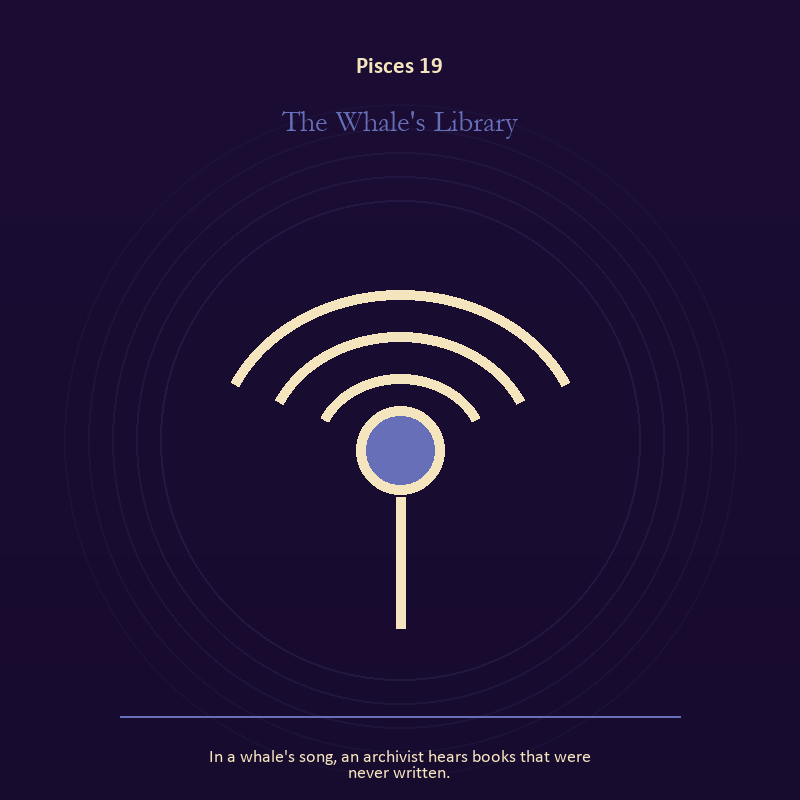 Pisces 19
The Whale's Library
In a whale's song, an archivist hears books that were
never written.